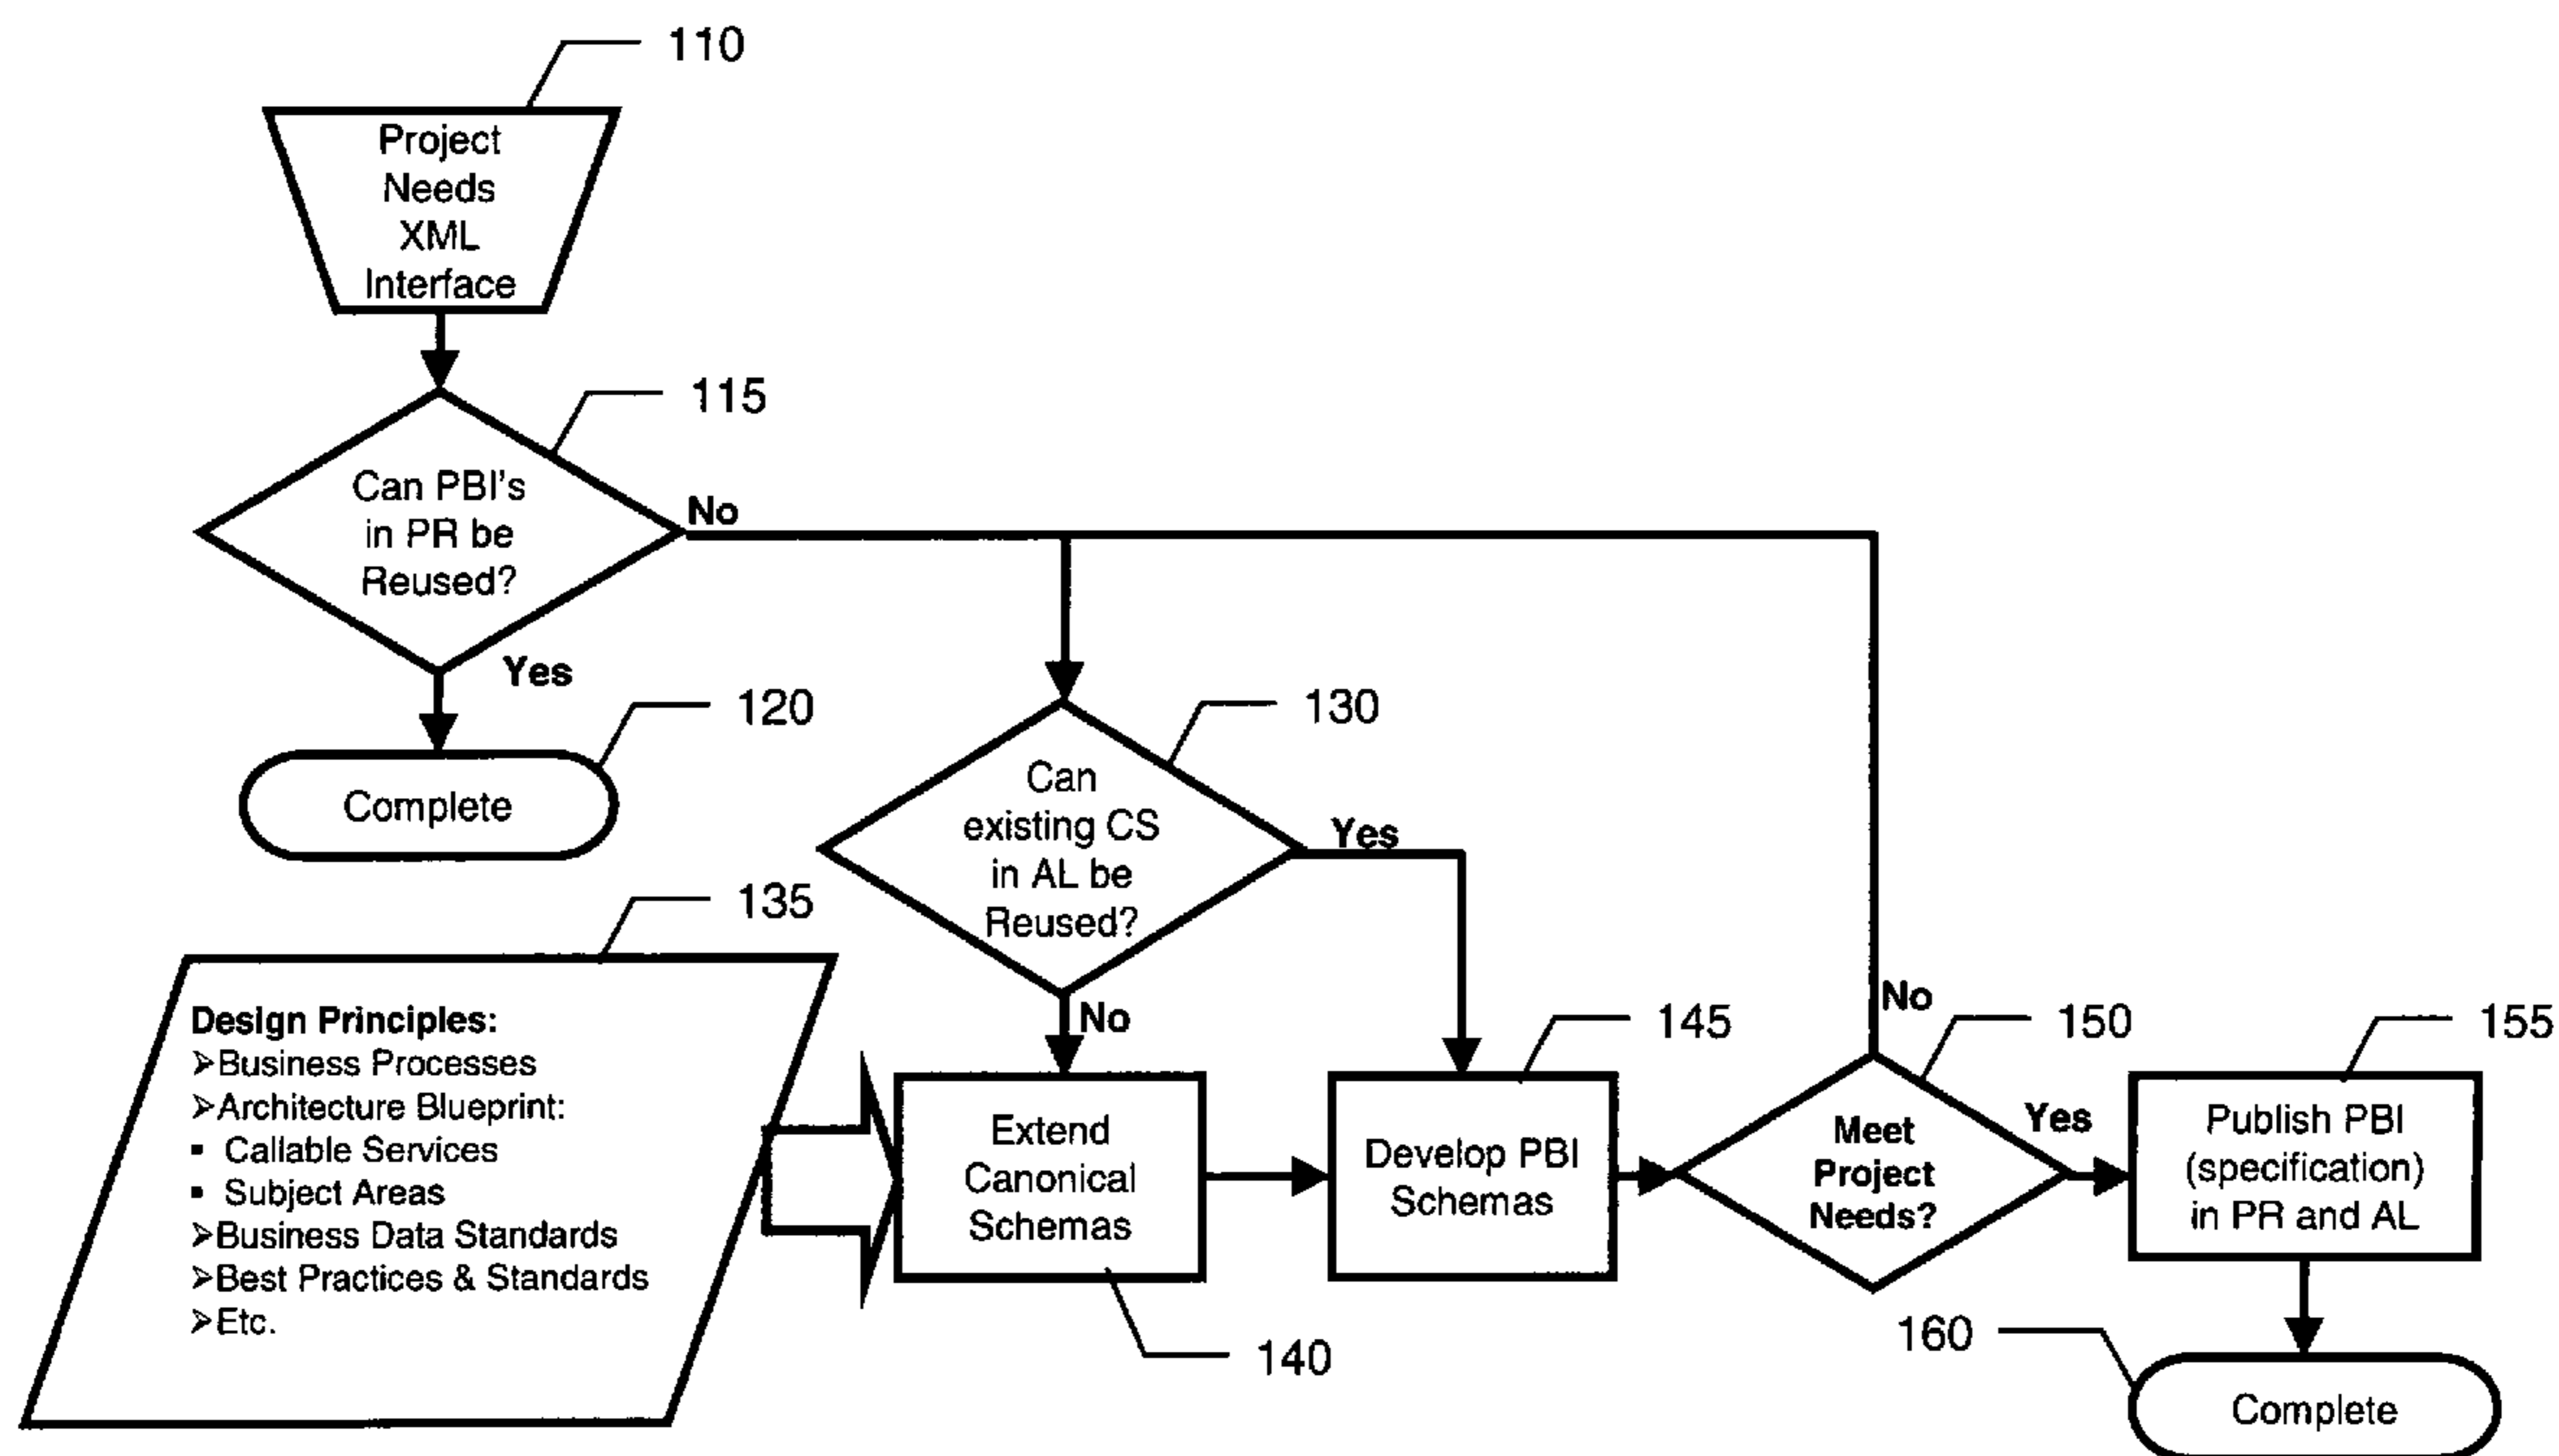 110
Project
Needs
XML
Interface
115
Can PBI's
in PR be
Reused?
No
Yes
120
Complete
130
Can
existing CS
in AL be
Reused?
Yes
No
135
Design Principles:
➢Business Processes
➢Architecture Blueprint:
▪ Callable Services
▪ Subject Areas
➢Business Data Standards
➢Best Practices & Standards
➢Etc.
Extend
Canonical
Schemas
140
145
Develop PBI
Schemas
No
150
Meet
Project
Needs?
Yes
155
Publish PBI
(specification)
in PR and AL
160
Complete